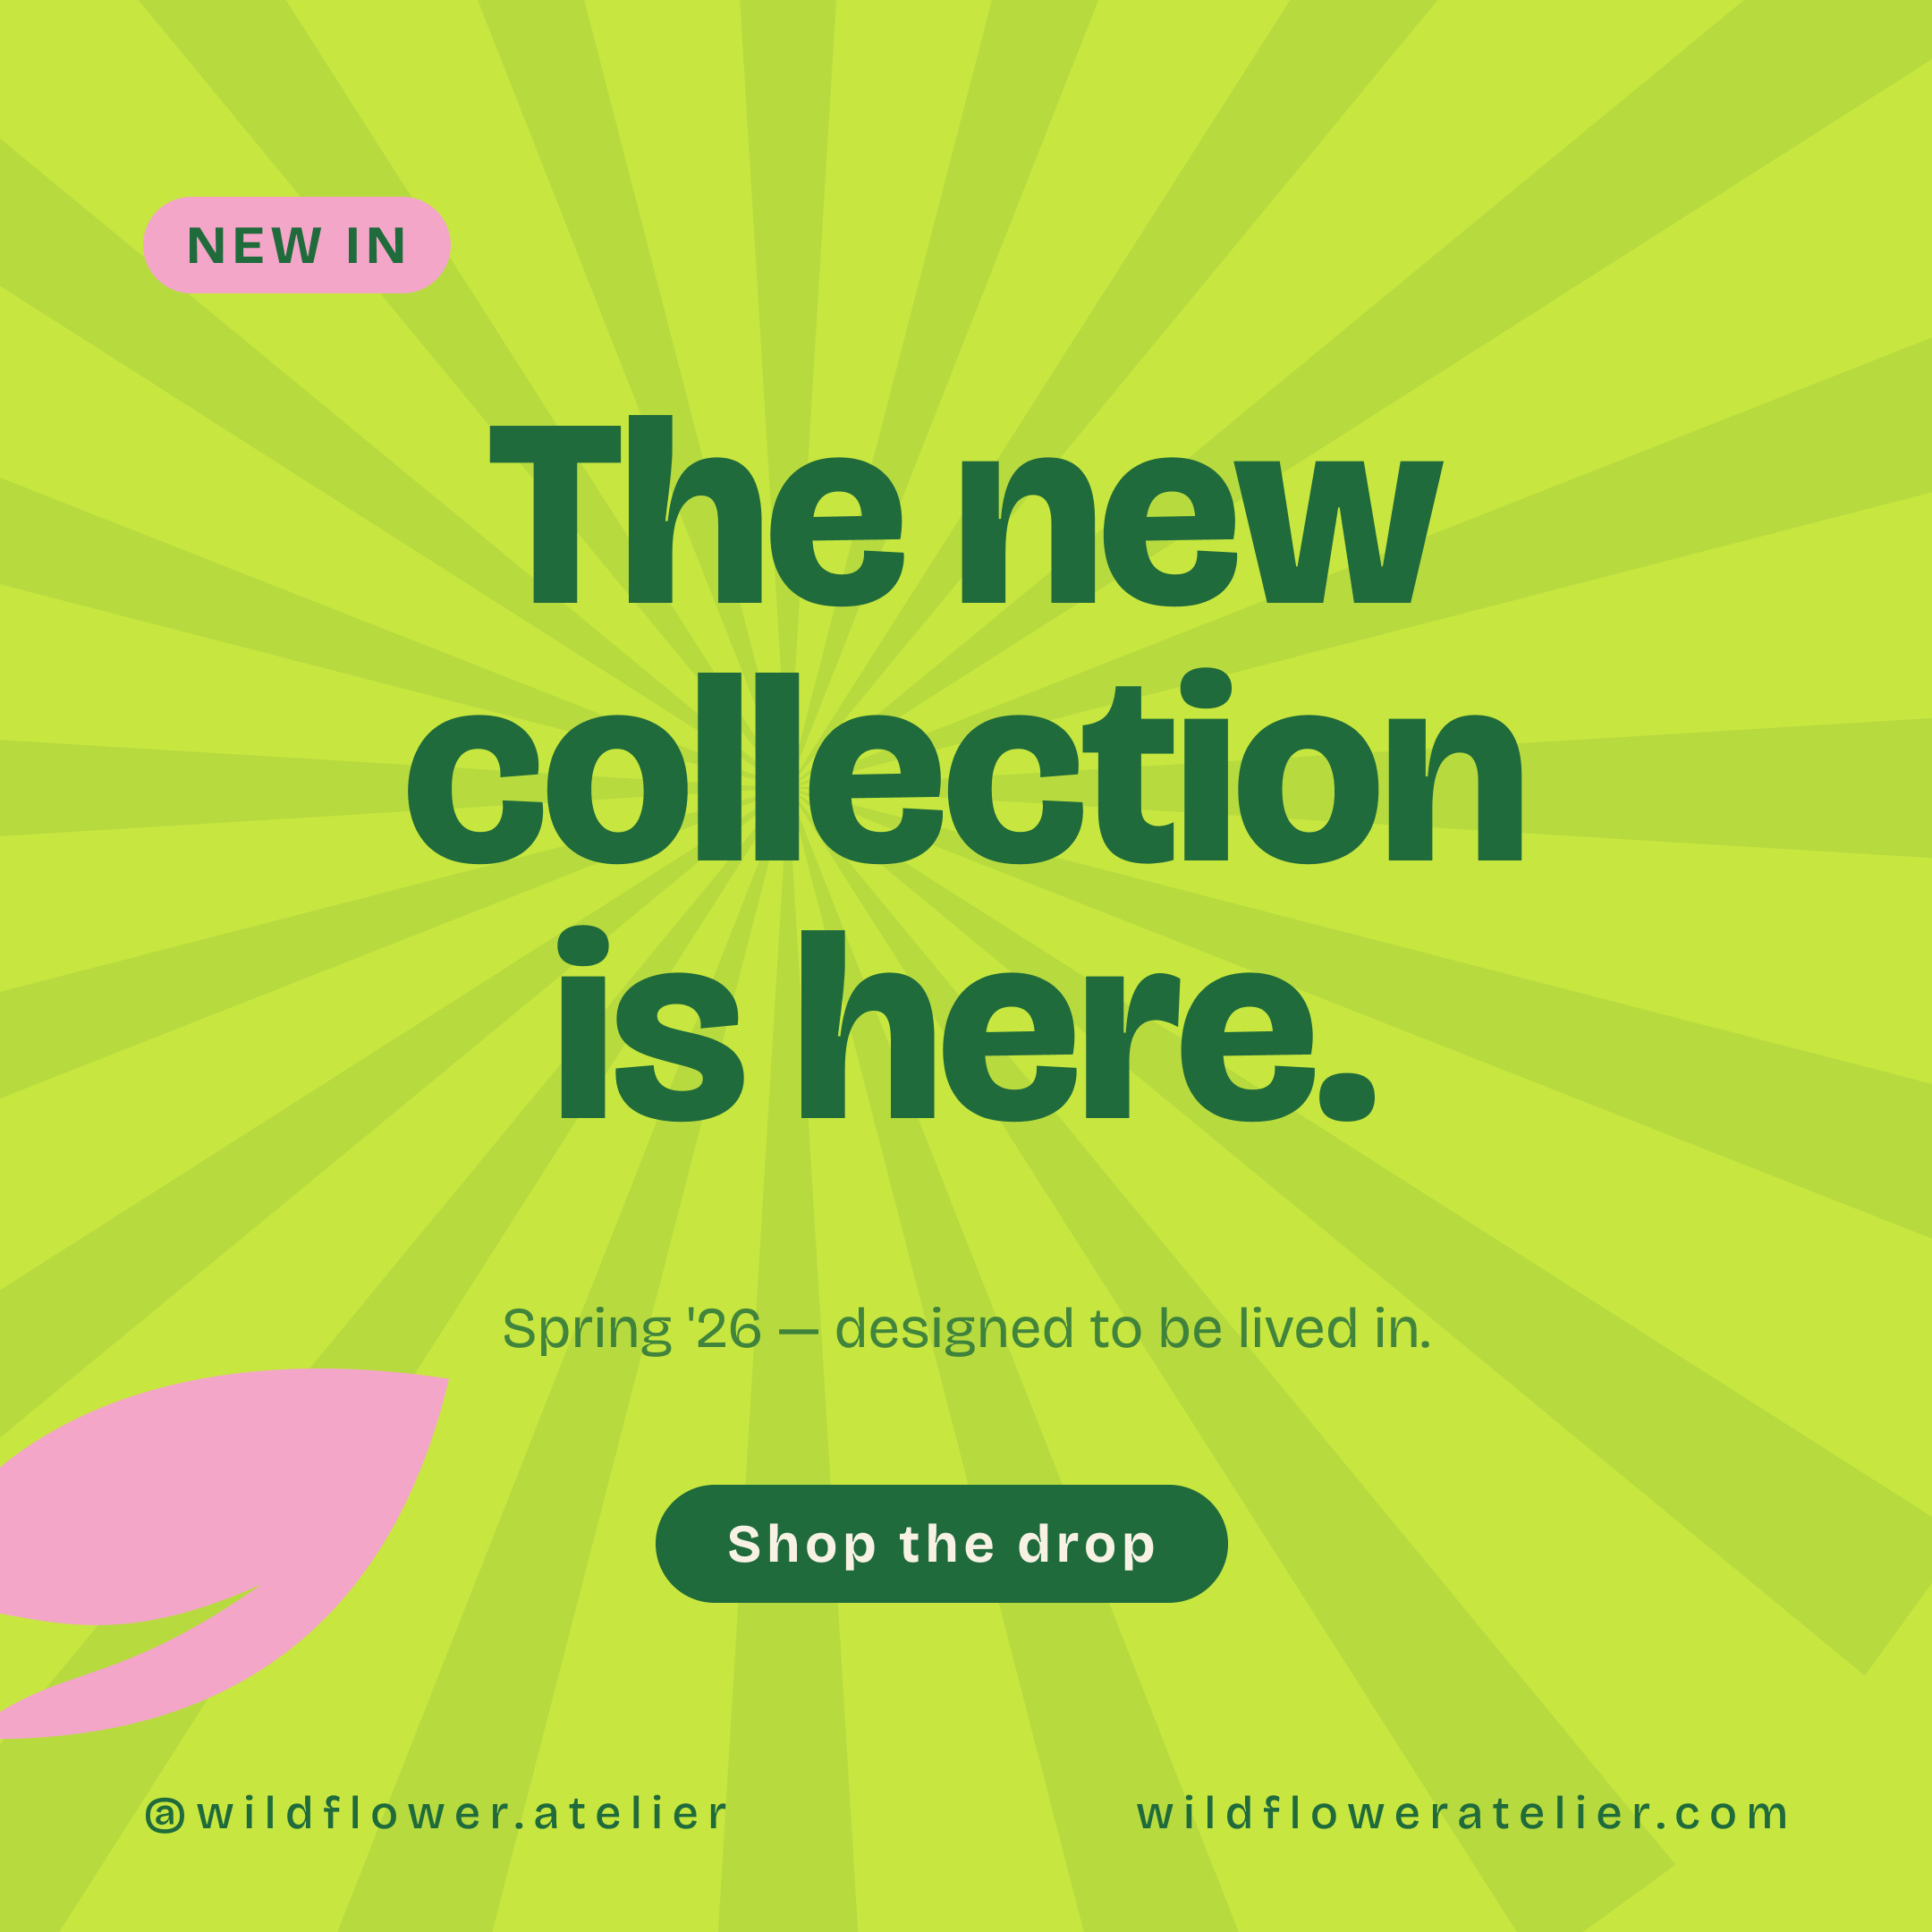 NEW IN
The new
collection
is here.
Spring '26 — designed to be lived in.
Shop the drop
@wildflower.atelier
wildfloweratelier.com